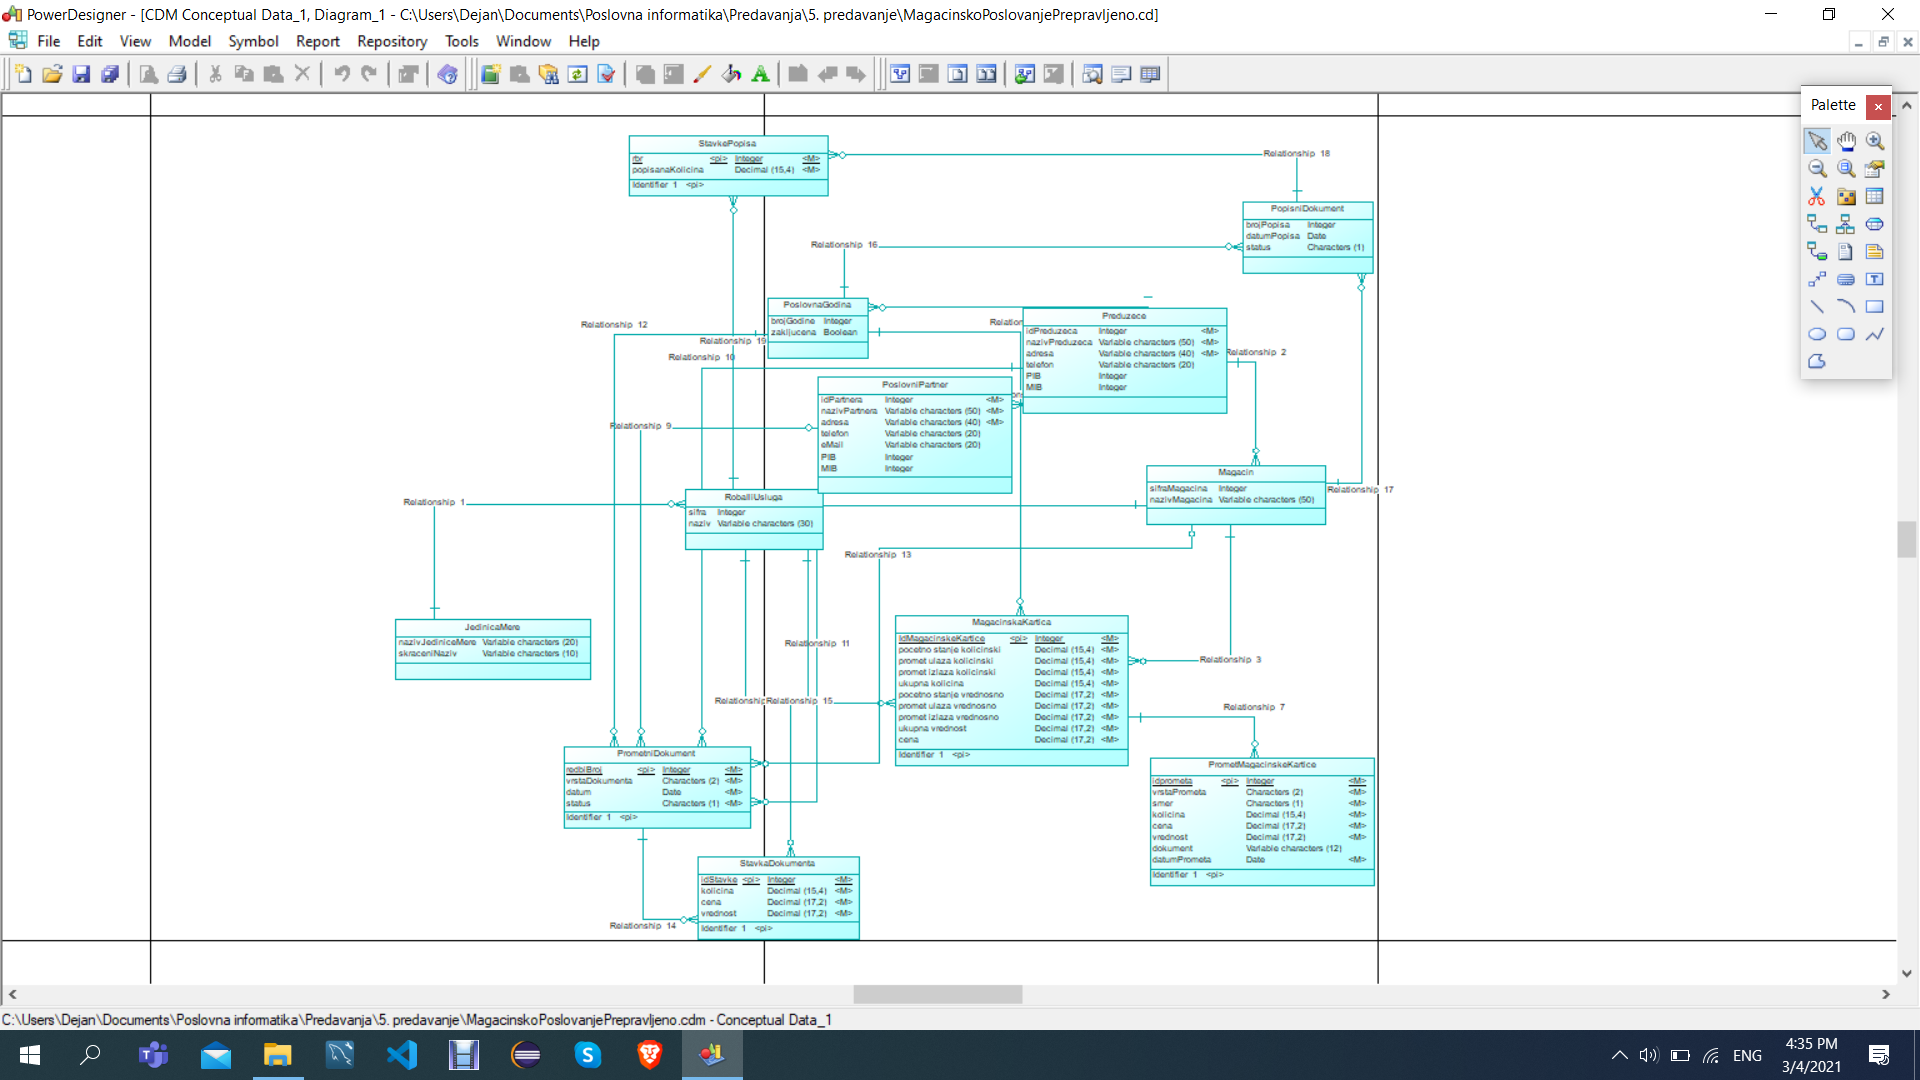 PowerDesigner - [CDM Conceptual Data_1, Diagram_1 - C:\Users\Dejan\Documents\Poslovna informatika\Predavanja\5. predavanje\MagacinskoPoslovanjePrepravljeno.cd]
File Edit View Model Symbol Report Repository Tools Window Help
Palette
StavkePopisa
rbr <pi> Integer <M>
popisanaKolicina Decimal (15,4) <M>
Identifier 1 <pi>
Relationship 18
PopisniDokument
brojPopisa Integer
datumPopisa Date
status Characters (1)
Relationship 16
PoslovnaGodina
brojGodine Integer
zakljucena Boolean
Relationship 12
Relationship 19
Relationship 10
Preduzece
idPreduzeca Integer <M>
nazivPreduzeca Variable characters (50) <M>
adresa Variable characters (40) <M>
telefon Variable characters (20)
PIB Integer
MIB Integer
Relationship 2
PoslovniPartner
idPartnera Integer <M>
nazivPartnera Variable characters (50) <M>
adresa Variable characters (40) <M>
telefon Variable characters (20)
eMail Variable characters (20)
PIB Integer
MIB Integer
Relationship 9
Magacin
sifraMagacina Integer
nazivMagacina Variable characters (50)
Relationship 17
RobaIliUsluga
sifra Integer
naziv Variable characters (30)
Relationship 1
Relationship 13
JedinicaMere
nazivJediniceMere Variable characters (20)
skraceniNaziv Variable characters (10)
Relationship 11
MagacinskaKartica
IdMagacinskeKartice <pi> Integer <M>
pocetno stanje kolicinski Decimal (15,4) <M>
promet ulaza kolicinski Decimal (15,4) <M>
promet izlaza kolicinski Decimal (15,4) <M>
ukupna kolicina Decimal (15,4) <M>
pocetno stanje vrednosno Decimal (17,2) <M>
promet ulaza vrednosno Decimal (17,2) <M>
promet izlaza vrednosno Decimal (17,2) <M>
ukupna vrednost Decimal (17,2) <M>
cena Decimal (17,2) <M>
Identifier 1 <pi>
Relationship 3
Relationship 15
Relationship 7
PrometniDokument
redbiBroj <pi> Integer <M>
vrstaDokumenta Characters (2) <M>
datum Date <M>
status Characters (1) <M>
Identifier 1 <pi>
PrometMagacinskeKartice
idprometa <pi> Integer <M>
vrstaPrometa Characters (2) <M>
smer Characters (1) <M>
kolicina Decimal (15,4) <M>
cena Decimal (17,2) <M>
vrednost Decimal (17,2) <M>
dokument Variable characters (12)
datumPrometa Date <M>
Identifier 1 <pi>
StavkaDokumenta
idStavke <pi> Integer <M>
kolicina Decimal (15,4) <M>
cena Decimal (17,2) <M>
vrednost Decimal (17,2) <M>
Identifier 1 <pi>
Relationship 14
C:\Users\Dejan\Documents\Poslovna informatika\Predavanja\5. predavanje\MagacinskoPoslovanjePrepravljeno.cdm - Conceptual Data_1
ENG
4:35 PM
3/4/2021